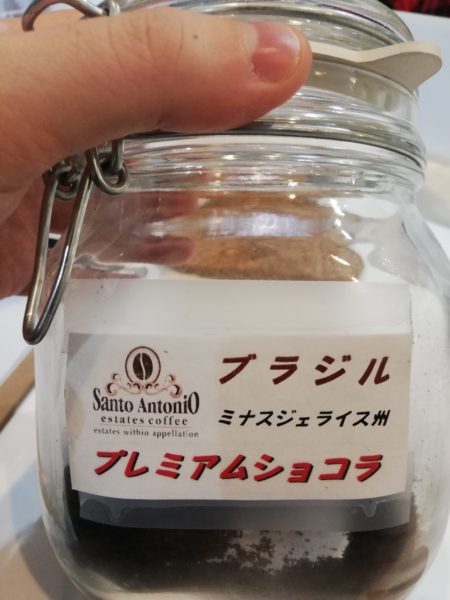 ブラジル
Santo Antonio
estates coffee
estates within appellation
ミナスジェライス州
プレミアムショコラ